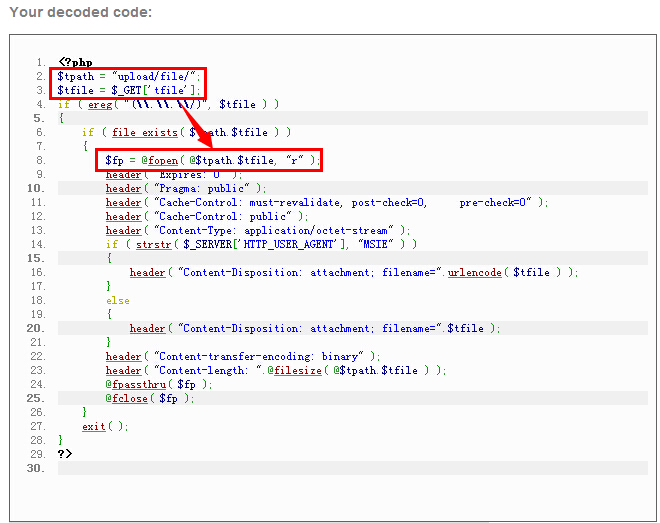 Your decoded code:
1. <?php
2. $tpath = "upload/file/";
3. $tfile = $_GET['tfile'];
4. if ( ereg( "(\\.\\.\\/)", $tfile ) )
5. {
6. if ( file_exists( $tpath.$tfile ) )
7. {
8. $fp = @fopen( @$tpath.$tfile, "r" );
9. header( "Expires: 0" );
10. header( "Pragma: public" );
11. header( "Cache-Control: must-revalidate, post-check=0, pre-check=0" );
12. header( "Cache-Control: public" );
13. header( "Content-Type: application/octet-stream" );
14. if ( strstr( $_SERVER['HTTP_USER_AGENT'], "MSIE" ) )
15. {
16. header( "Content-Disposition: attachment; filename=".urlencode( $tfile ) );
17. }
18. else
19. {
20. header( "Content-Disposition: attachment; filename=".$tfile );
21. }
22. header( "Content-transfer-encoding: binary" );
23. header( "Content-length: ".@filesize( @$tpath.$tfile ) );
24. @fpassthru( $fp );
25. @fclose( $fp );
26. }
27. exit( );
28. }
29. ?>
30.